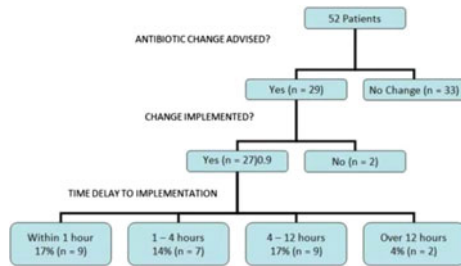 52 Patients
ANTIBIOTIC CHANGE ADVISED?
Yes (n = 29)
No Change (n = 33)
CHANGE IMPLEMENTED?
Yes (n = 27)0.9
No (n = 2)
TIME DELAY TO IMPLEMENTATION
Within 1 hour
17% (n = 9)
1 – 4 hours
14% (n = 7)
4 – 12 hours
17% (n = 9)
Over 12 hours
4% (n = 2)